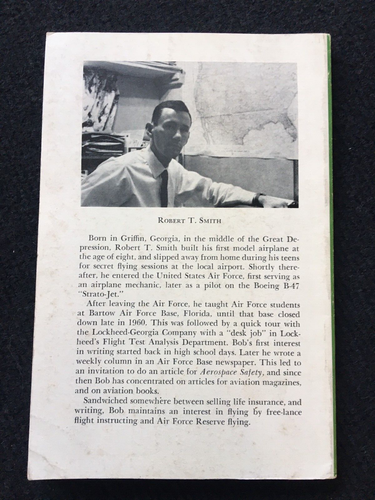 Robert T. Smith
Born in Griffin, Georgia, in the middle of the Great De-
pression, Robert T. Smith built his first model airplane at
the age of eight, and slipped away from home during his teens
for secret flying sessions at the local airport. Shortly there-
after, he entered the United States Air Force, first serving as
an airplane mechanic, later as a pilot on the Boeing B-47
"Strato-Jet."
After leaving the Air Force, he taught Air Force students
at Bartow Air Force Base, Florida, until that base closed
down late in 1960. This was followed by a quick tour with
the Lockheed-Georgia Company with a "desk job" in Lock-
heed's Flight Test Analysis Department. Bob's first interest
in writing started back in high school days. Later he wrote a
weekly column in an Air Force Base newspaper. This led to
an invitation to do an article for Aerospace Safety, and since
then Bob has concentrated on articles for aviation magazines,
and on aviation books.
Sandwiched somewhere between selling life insurance, and
writing, Bob maintains an interest in flying by free-lance
flight instructing and Air Force Reserve flying.